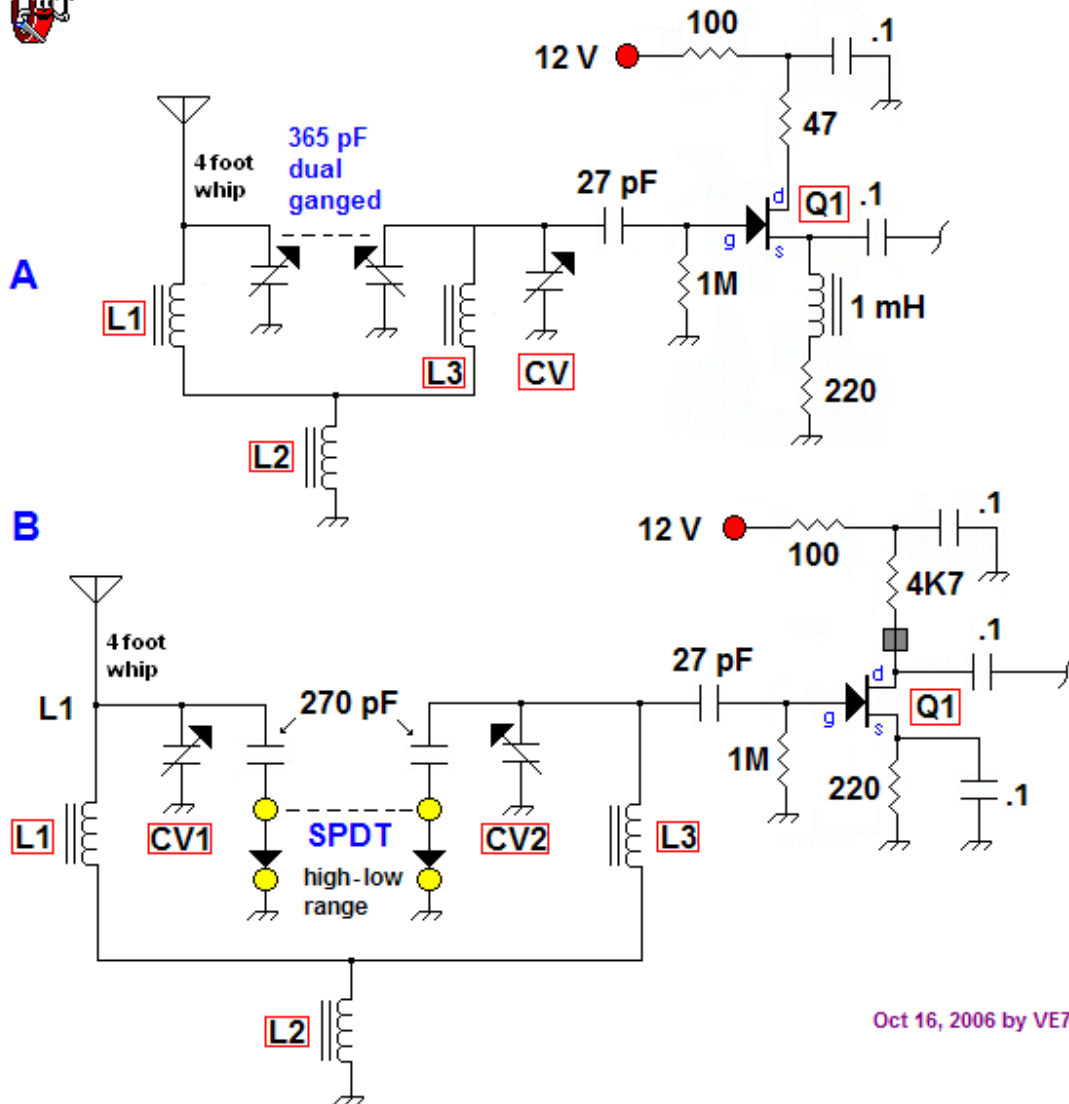 100
.1
12 V
47
365 pF
dual
ganged
4 foot
whip
27 pF
d
Q1
.1
g
s
A
L1
1M
1 mH
L3
CV
220
L2
B
12 V
100
.1
4K7
4 foot
whip
27 pF
.1
d
L1
270 pF
g
s
Q1
1M
220
.1
L1
CV1
SPDT
CV2
L3
high-low
range
L2
Oct 16, 2006 by VE7